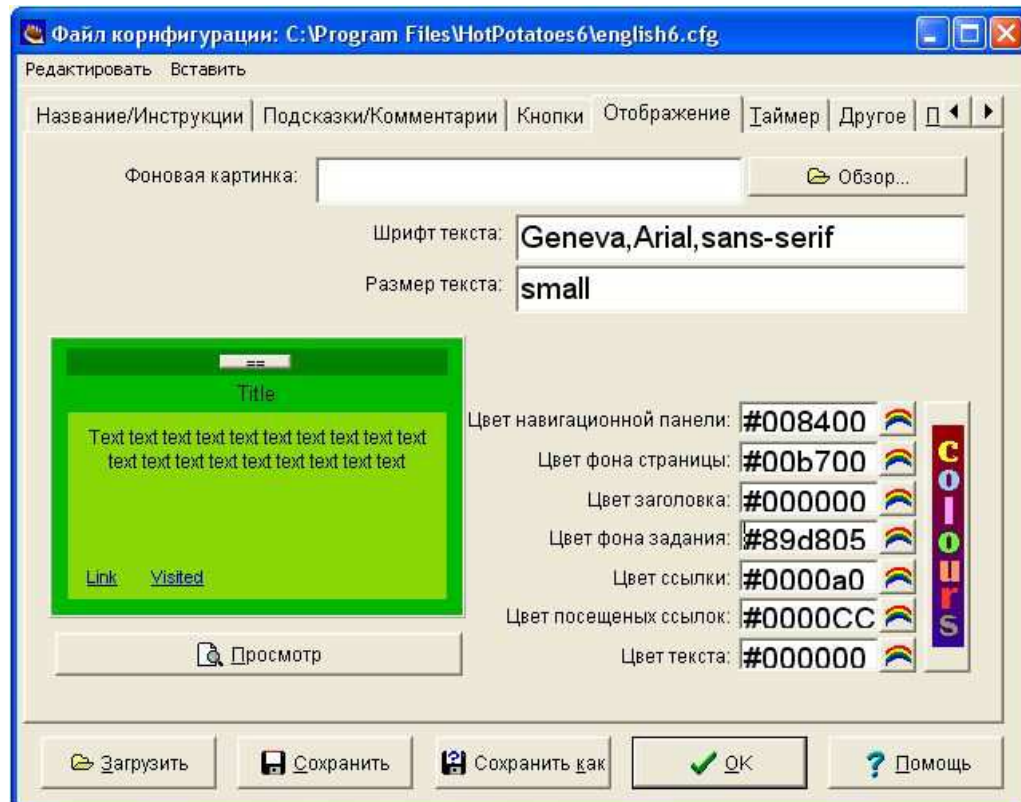 Файл корнфигурации: C:\Program Files\HotPotatoes6\english6.cfg
Редактировать Вставить
Название/Инструкции Подсказки/Комментарии Кнопки Отображение Таймер Другое П
Фоновая картинка: Обзор...
Шрифт текста: Geneva,Arial,sans-serif
Размер текста: small
==
Title
Text text text text text text text text text text
text text text text text text text text text
Link Visited
Просмотр
Цвет навигационной панели: #008400
Цвет фона страницы: #00b700
Цвет заголовка: #000000
Цвет фона задания: #89d805
Цвет ссылки: #0000a0
Цвет посещеных ссылок: #0000CC
Цвет текста: #000000
colours
Загрузить Сохранить Сохранить как OK Помощь